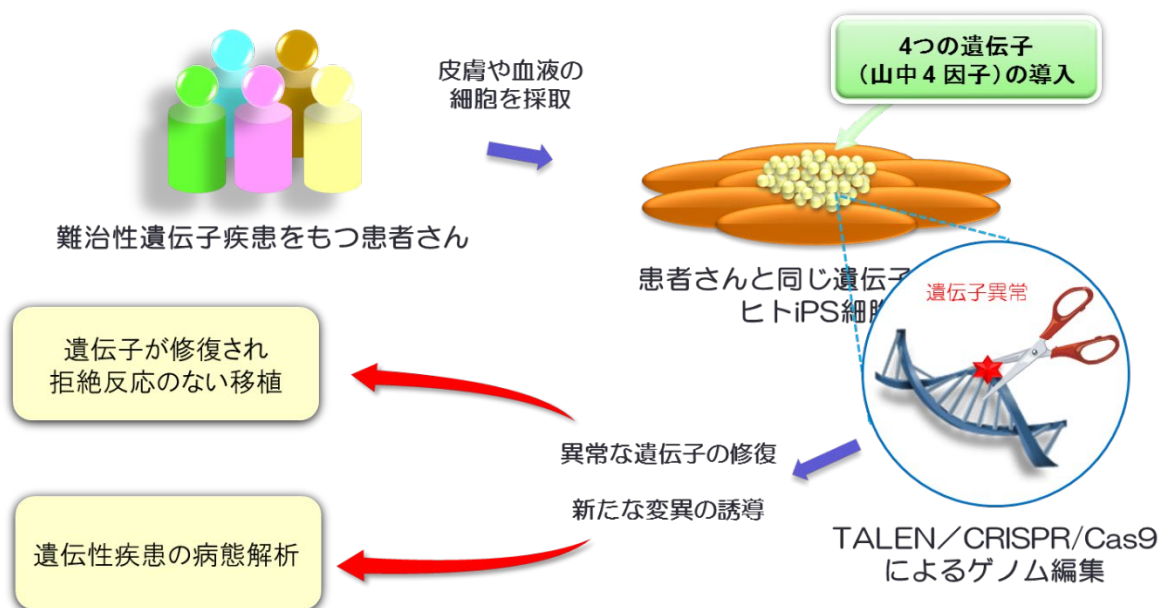 皮膚や血液の
細胞を採取
4つの遺伝子
(山中4因子)の導入
難治性遺伝子疾患をもつ患者さん
患者さんと同じ遺伝子
ヒトiPS細胞
遺伝子異常
遺伝子が修復され
拒絶反応のない移植
異常な遺伝子の修復
新たな変異の誘導
遺伝性疾患の病態解析
TALEN/CRISPR/Cas9
によるゲノム編集